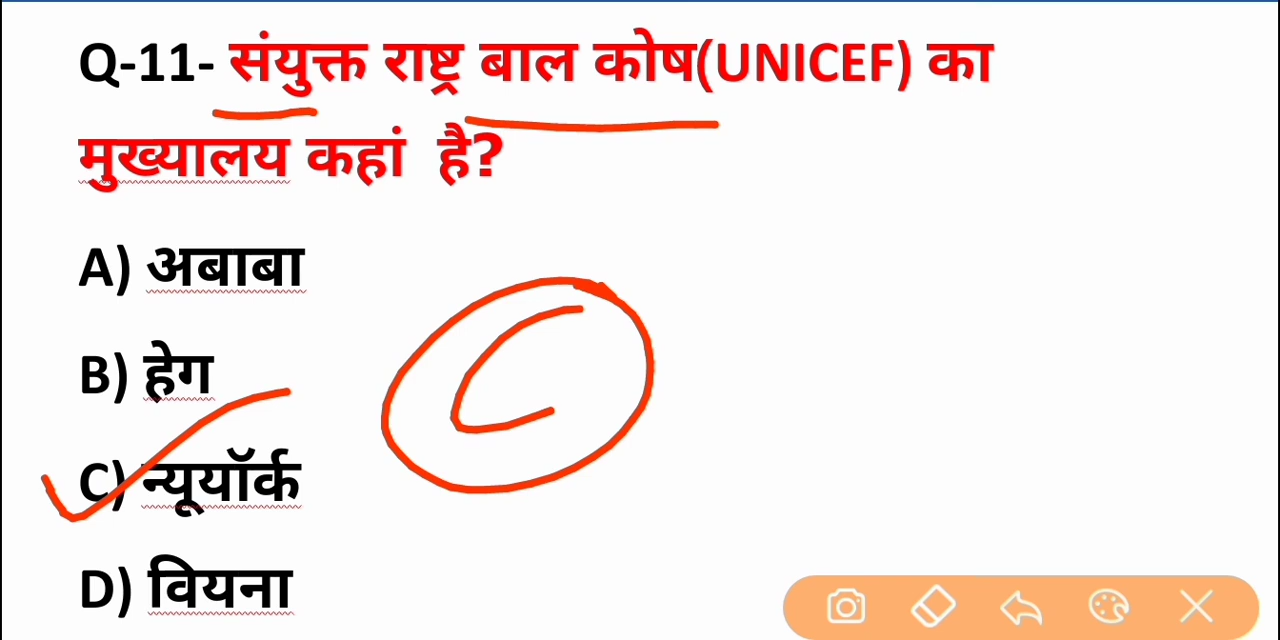 Q-11- संयुक्त राष्ट्र बाल कोष(UNICEF) का
मुख्यालय कहां है?
A) अबाबा
B) हेग
C) न्यूयॉर्क
D) वियना
C